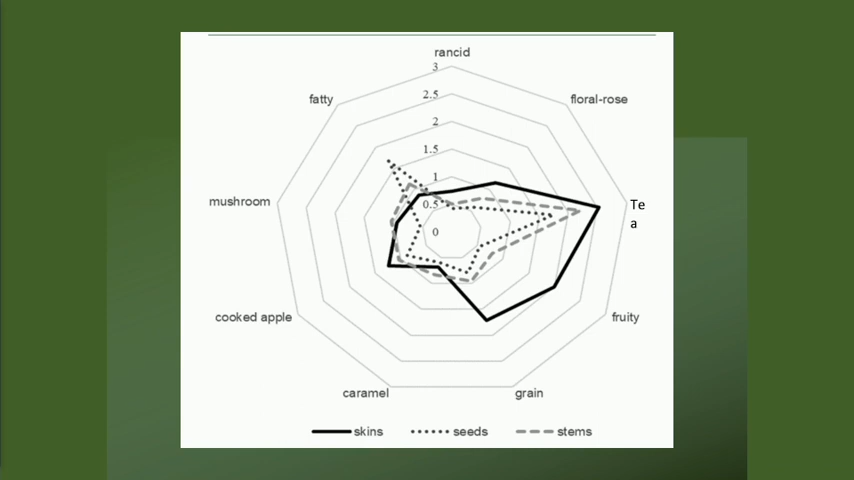 rancid
3
fatty
2.5
floral-rose
2
1.5
1
mushroom
0.5
Te
a
0
cooked apple
fruity
caramel
grain
skins
seeds
stems